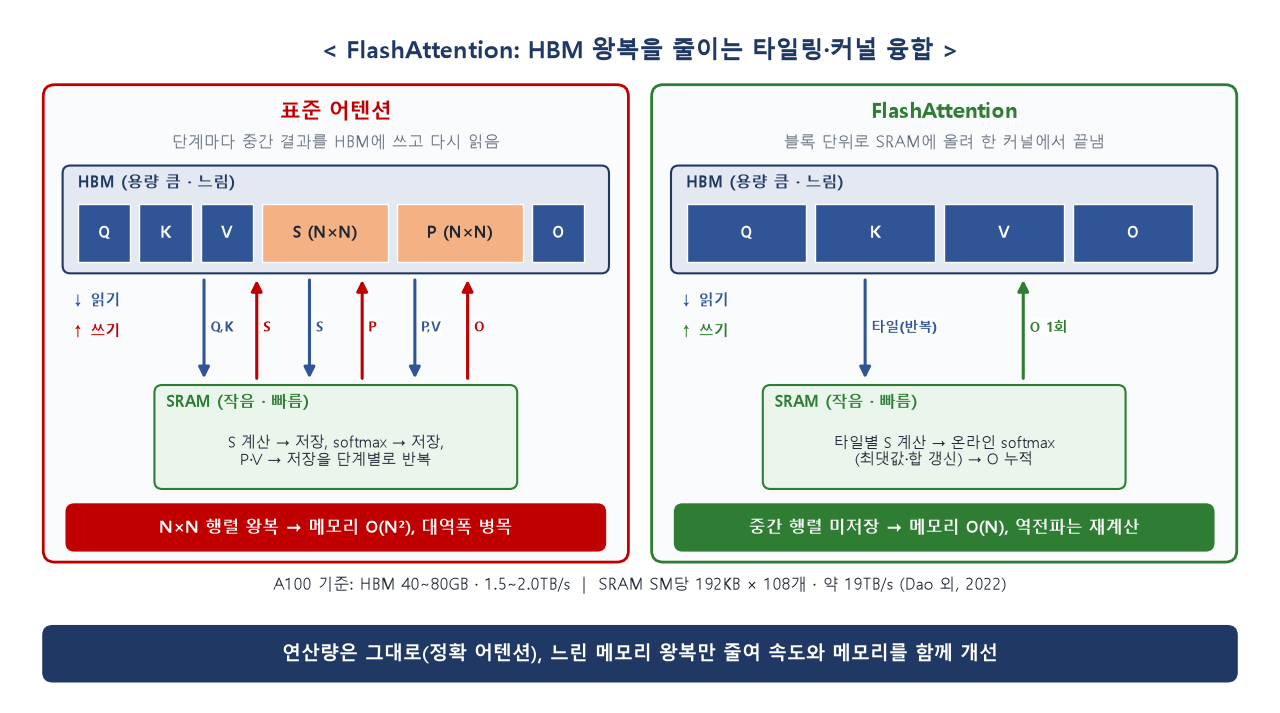 < FlashAttention: HBM 왕복을 줄이는 타일링·커널 융합 >
표준 어텐션
단계마다 중간 결과를 HBM에 쓰고 다시 읽음
HBM (용량 큼 · 느림)
Q
K
V
S (N×N)
P (N×N)
O
↓ 읽기
↑ 쓰기
Q,K
S
S
P
P,V
O
SRAM (작음 · 빠름)
S 계산 → 저장, softmax → 저장,
P·V → 저장을 단계별로 반복
N×N 행렬 왕복 → 메모리 O(N²), 대역폭 병목
FlashAttention
블록 단위로 SRAM에 올려 한 커널에서 끝냄
HBM (용량 큼 · 느림)
Q
K
V
O
↓ 읽기
↑ 쓰기
타일(반복)
O 1회
SRAM (작음 · 빠름)
타일별 S 계산 → 온라인 softmax
(최댓값·합 갱신) → O 누적
중간 행렬 미저장 → 메모리 O(N), 역전파는 재계산
A100 기준: HBM 40~80GB · 1.5~2.0TB/s | SRAM SM당 192KB × 108개 · 약 19TB/s (Dao 외, 2022)
연산량은 그대로(정확 어텐션), 느린 메모리 왕복만 줄여 속도와 메모리를 함께 개선